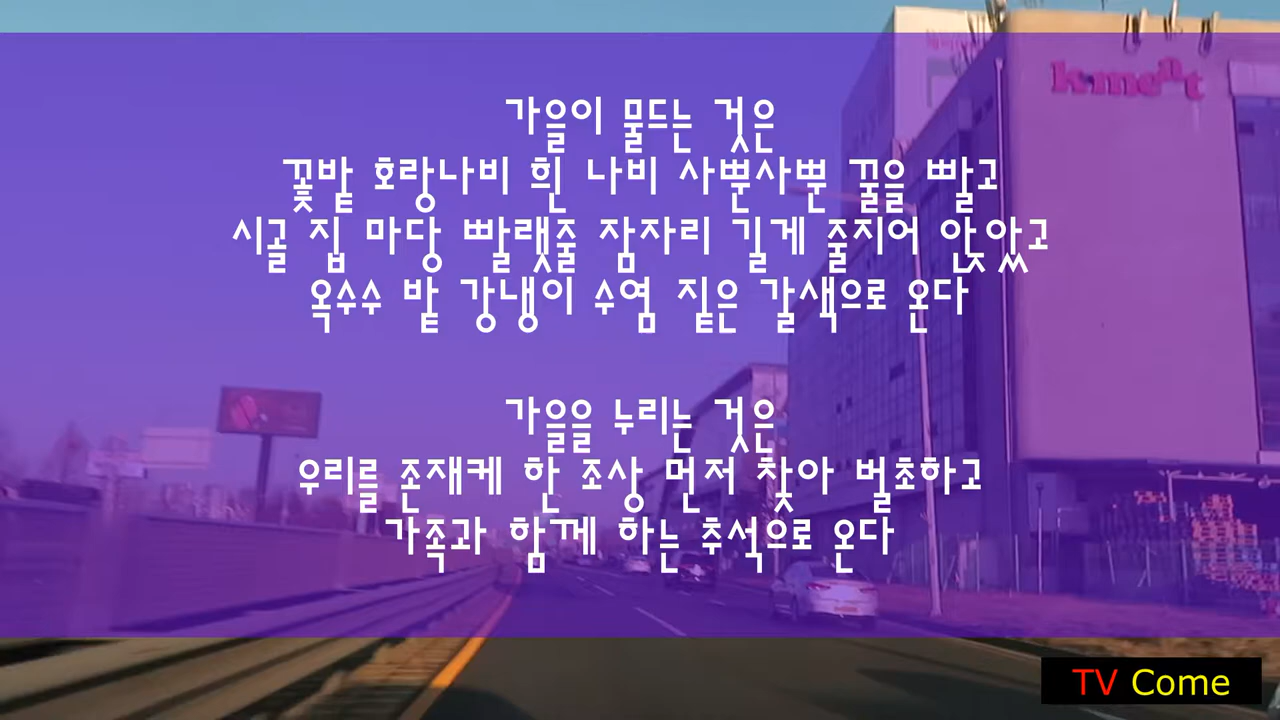 k·ment
가을이 물드는 것은
꽃밭 호랑나비 흰 나비 사뿐사뿐 꿀을 빨고
시골 집 마당 빨랫줄 잠자리 길게 줄지어 안잤고
옥수수 밭 강냉이 수염 짙은 갈색으로 온다
가을을 누리는 것은
우리를 존재케 한 조상 먼저 찾아 벌초하고
가족과 함께 하는 추석으로 온다
TV Come